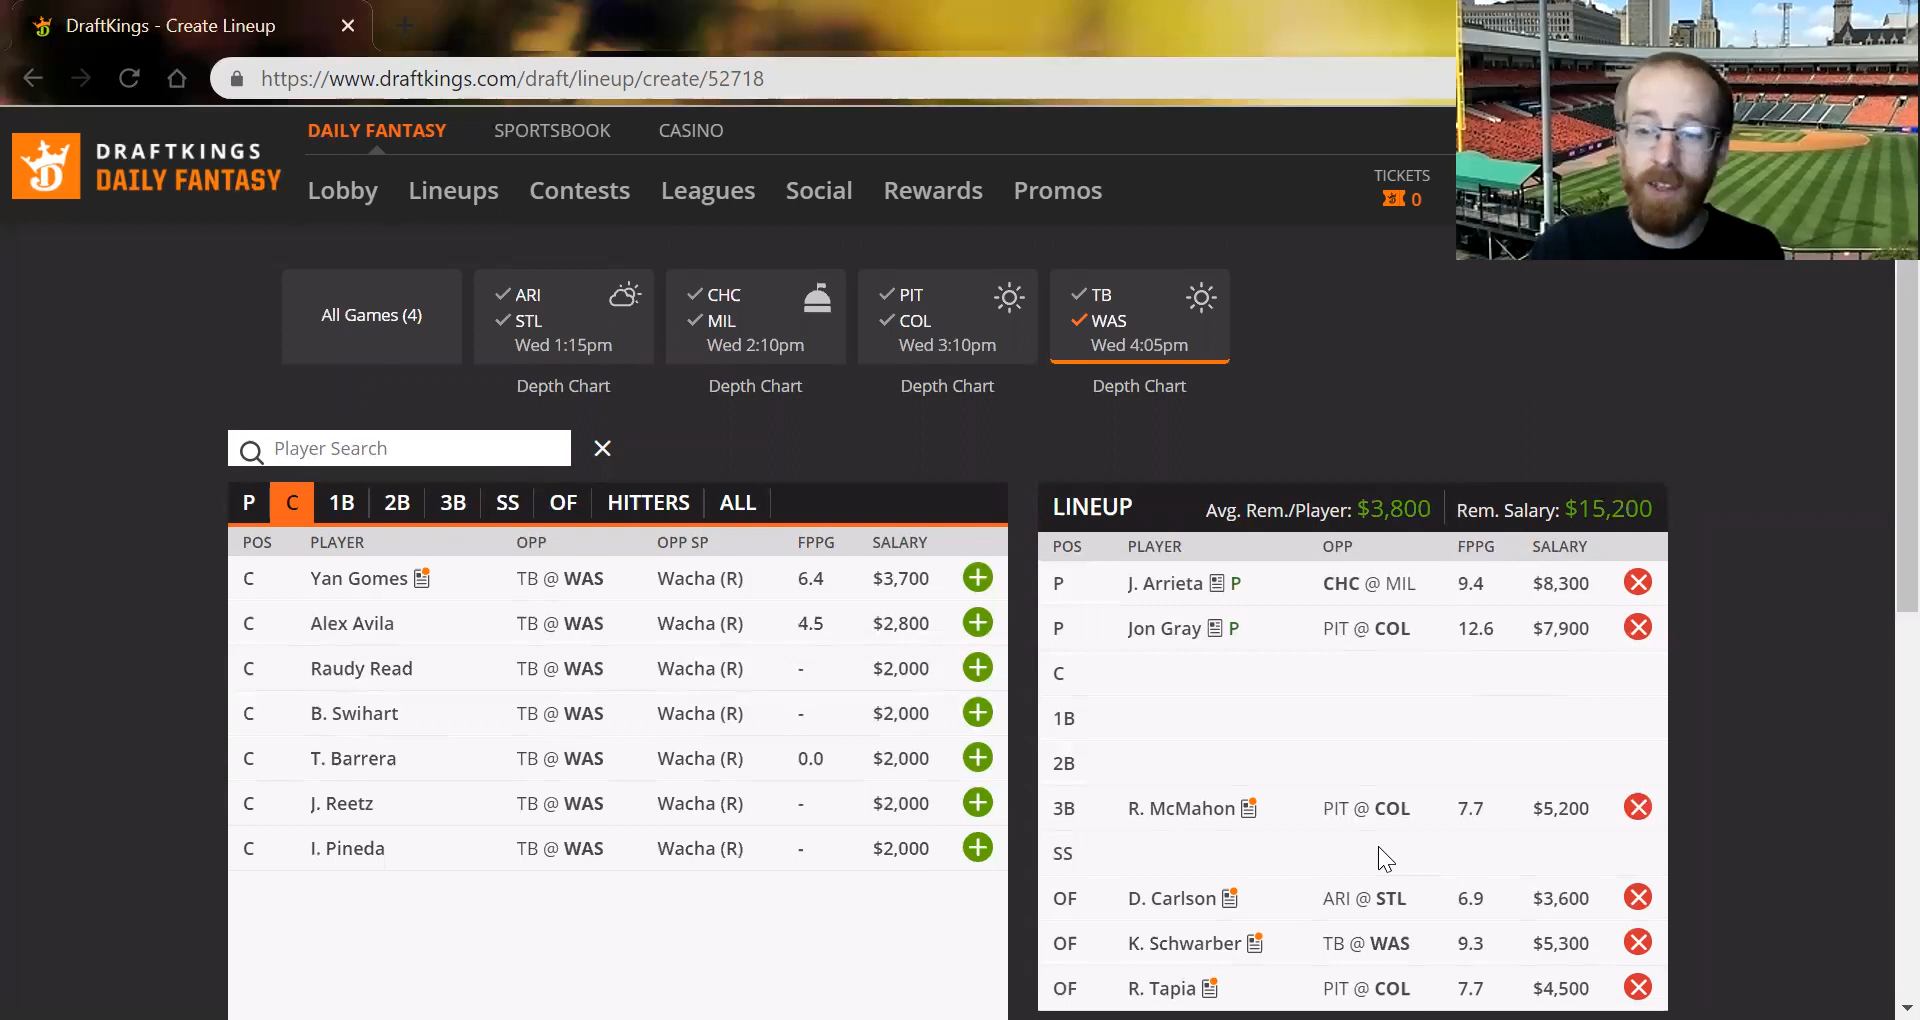 DraftKings - Create Lineup
https://www.draftkings.com/draft/lineup/create/52718
DRAFTKINGS
DAILY FANTASY
DAILY FANTASY SPORTSBOOK CASINO
Lobby Lineups Contests Leagues Social Rewards Promos
TICKETS
0
All Games (4)
ARI
STL
Wed 1:15pm
Depth Chart
CHC
MIL
Wed 2:10pm
Depth Chart
PIT
COL
Wed 3:10pm
Depth Chart
TB
WAS
Wed 4:05pm
Depth Chart
Player Search
P C 1B 2B 3B SS OF HITTERS ALL
POS PLAYER OPP OPP SP FPPG SALARY
C Yan Gomes TB @ WAS Wacha (R) 6.4 $3,700
C Alex Avila TB @ WAS Wacha (R) 4.5 $2,800
C Raudy Read TB @ WAS Wacha (R) - $2,000
C B. Swihart TB @ WAS Wacha (R) - $2,000
C T. Barrera TB @ WAS Wacha (R) 0.0 $2,000
C J. Reetz TB @ WAS Wacha (R) - $2,000
C I. Pineda TB @ WAS Wacha (R) - $2,000
LINEUP Avg. Rem./Player: $3,800 Rem. Salary: $15,200
POS PLAYER OPP FPPG SALARY
P J. Arrieta P CHC @ MIL 9.4 $8,300
P Jon Gray P PIT @ COL 12.6 $7,900
C
1B
2B
3B R. McMahon PIT @ COL 7.7 $5,200
SS
OF D. Carlson ARI @ STL 6.9 $3,600
OF K. Schwarber TB @ WAS 9.3 $5,300
OF R. Tapia PIT @ COL 7.7 $4,500